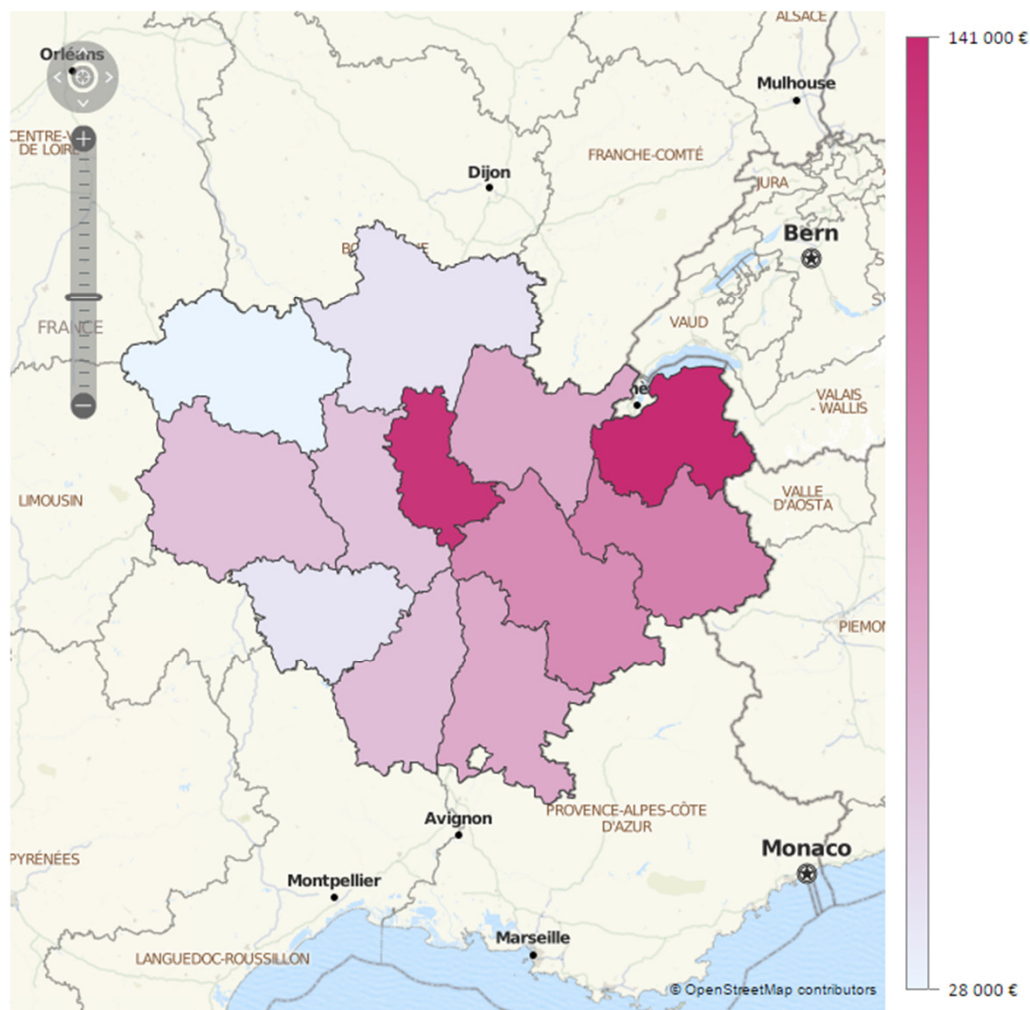 ALSACE
141 000 €
Orléans
Mulhouse
CENTRE-V
DE LOIRE
FRANCHE-COMTÉ
Dijon
JURA
Bern
FRANCE
VAUD
VALAIS
- WALLIS
LIMOUSIN
VALLE
D'AOSTA
PIEMON
PROVENCE-ALPES-CÔTE
D'AZUR
Avignon
Monaco
PYRÉNÉES
Montpellier
Marseille
LANGUEDOC-ROUSSILLON
© OpenStreetMap contributors
28 000 €